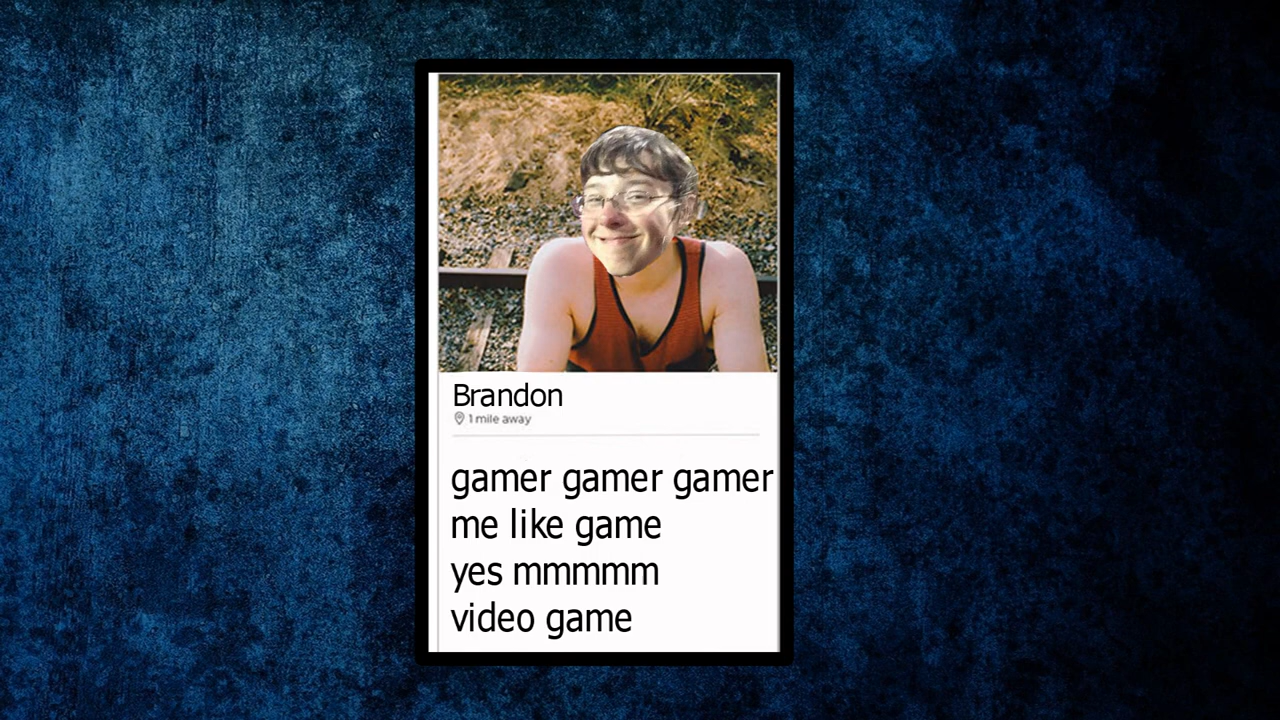 Brandon
1 mile away
gamer gamer gamer
me like game
yes mmmmm
video game